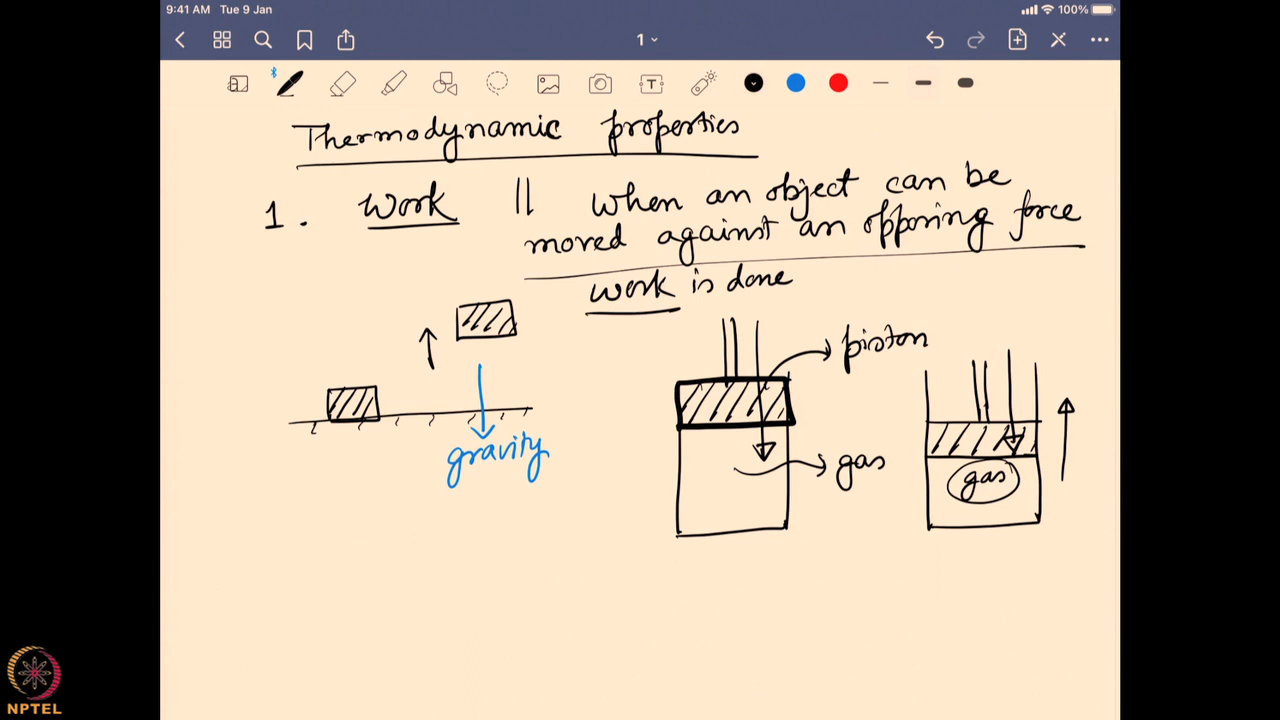 9:41 AM Tue 9 Jan
100%
1
T
Thermodynamic properties
1. Work || when an object can be
moved against an opposing force
work is done
piston
gravity
gas
gas
NPTEL